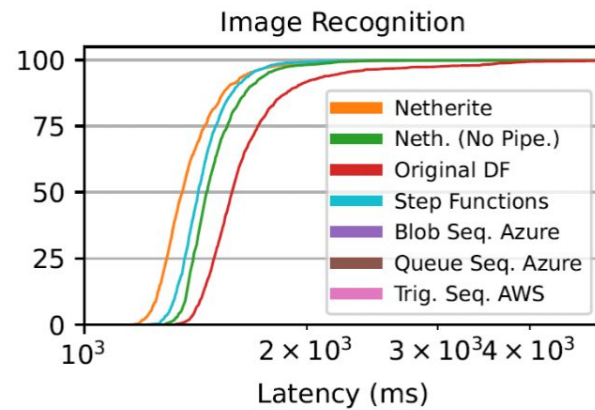 Image Recognition
100
75
50
25
0
10³ 2 × 10³ 3 × 10³4 × 10³
Latency (ms)
Netherite
Neth. (No Pipe.)
Original DF
Step Functions
Blob Seq. Azure
Queue Seq. Azure
Trig. Seq. AWS